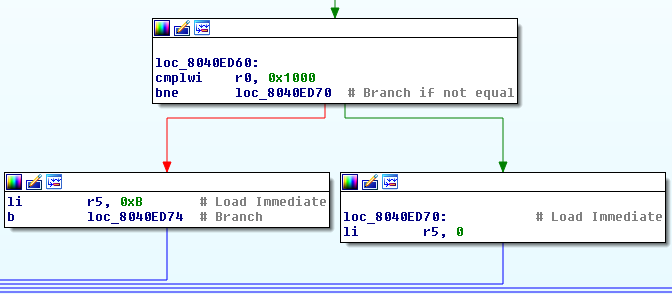 loc_8040ED60:
cmplwi r0, 0x1000
bne loc_8040ED70 # Branch if not equal
li r5, 0xB # Load Immediate
b loc_8040ED74 # Branch
loc_8040ED70: # Load Immediate
li r5, 0